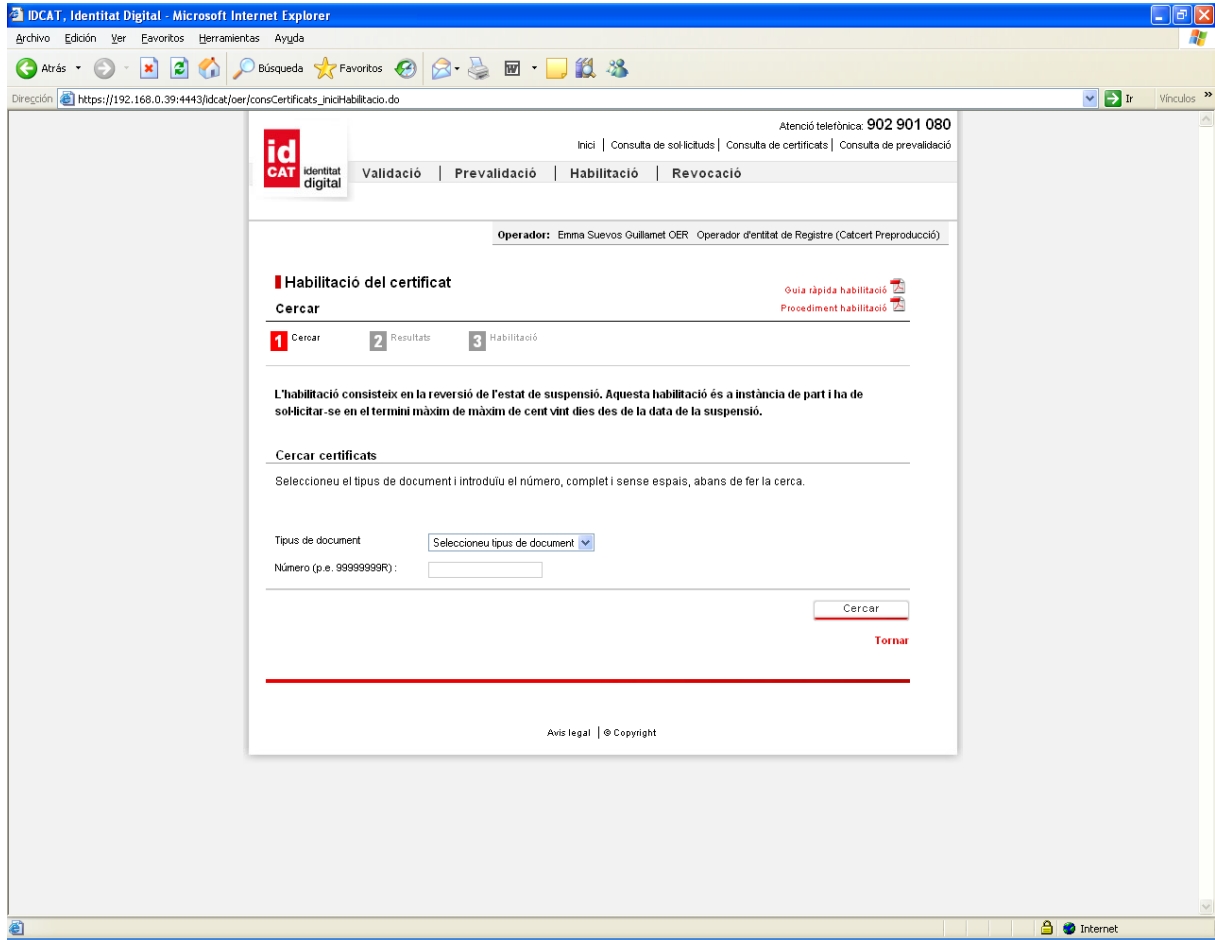 IDCAT, Identitat Digital - Microsoft Internet Explorer
Archivo Edición Ver Favoritos Herramientas Ayuda
Atrás Búsqueda Favoritos
Dirección https://192.168.0.39:4443/idcat/oer/consCertificats_iniciHabilitacio.do Ir Vínculos »
Atenció telefònica: 902 901 080
Inici | Consulta de sol·licituds | Consulta de certificats | Consulta de prevalidació
id
CAT identitat
digital
Validació | Prevalidació | Habilitació | Revocació
Operador: Emma Suevos Guillamet OER Operador d'entitat de Registre (Catcert Preproducció)
Habilitació del certificat
Guia ràpida habilitació
Cercar
Procediment habilitació
1 Cercar 2 Resultats 3 Habilitació
L'habilitació consisteix en la reversió de l'estat de suspensió. Aquesta habilitació és a instància de part i ha de
sol·licitar-se en el termini màxim de màxim de cent vint dies des de la data de la suspensió.
Cercar certificats
Seleccioneu el tipus de document i introduïu el número, complet i sense espais, abans de fer la cerca.
Tipus de document Seleccioneu tipus de document
Número (p.e. 99999999R) :
Cercar
Tornar
Avis legal | © Copyright
Internet